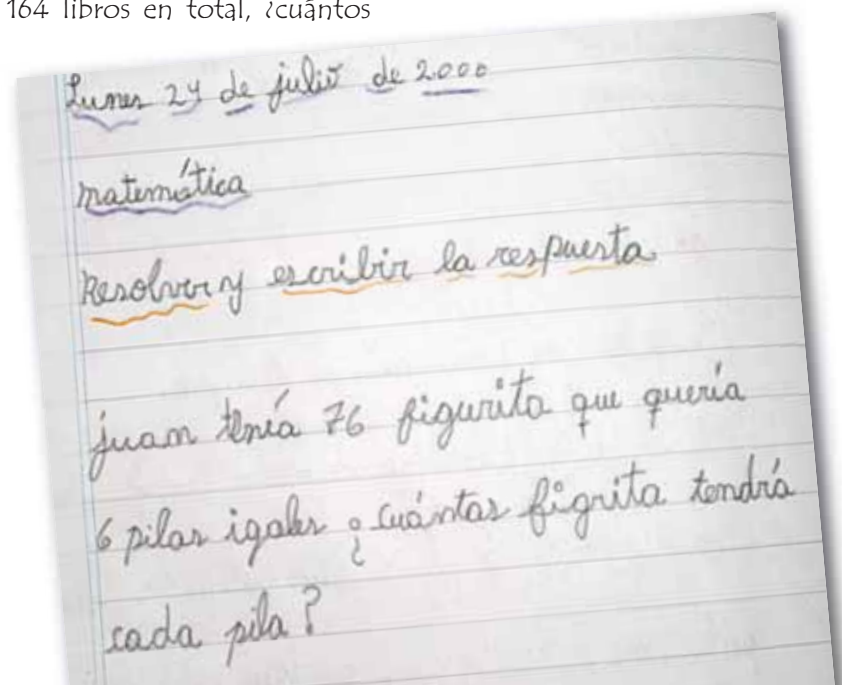 164 libros en total, ¿cuántos
Lunes 24 de julio de 2000
matemática
Resolver y escribir la respuesta
juan tenía 76 figurita que quería
6 pilas igales ¿cuántas figrita tendría
cada pila?